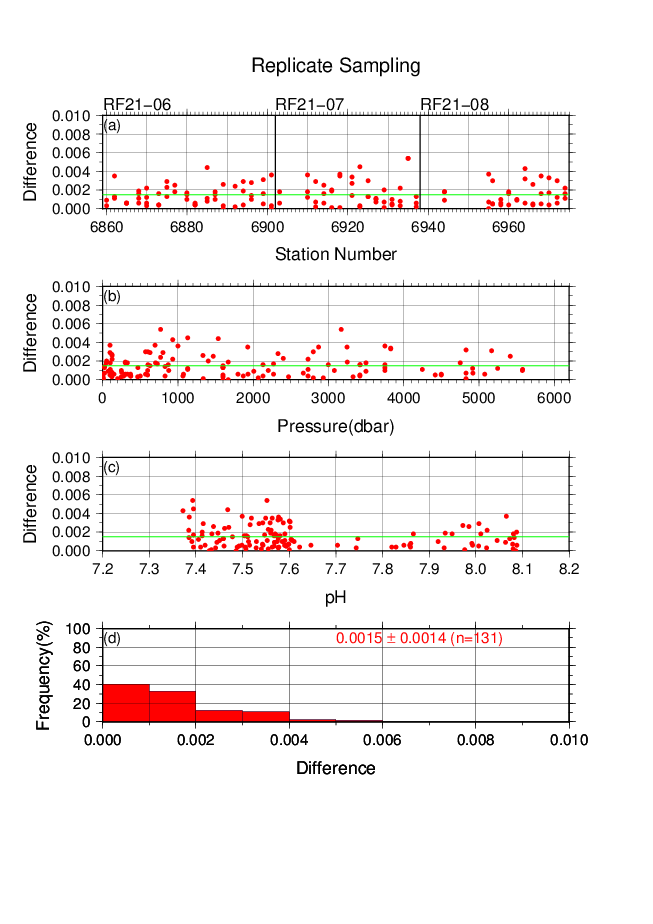 Replicate Sampling
RF21−06 RF21−07 RF21−08
(a)
0.010
0.008
0.006
0.004
0.002
0.000
Difference
6860 6880 6900 6920 6940 6960
Station Number
(b)
0.010
0.008
0.006
0.004
0.002
0.000
Difference
0 1000 2000 3000 4000 5000 6000
Pressure(dbar)
(c)
0.010
0.008
0.006
0.004
0.002
0.000
Difference
7.2 7.3 7.4 7.5 7.6 7.7 7.8 7.9 8.0 8.1 8.2
pH
(d)
0.0015 ± 0.0014 (n=131)
100
80
60
40
20
0
Frequency(%)
0.000 0.002 0.004 0.006 0.008 0.010
Difference